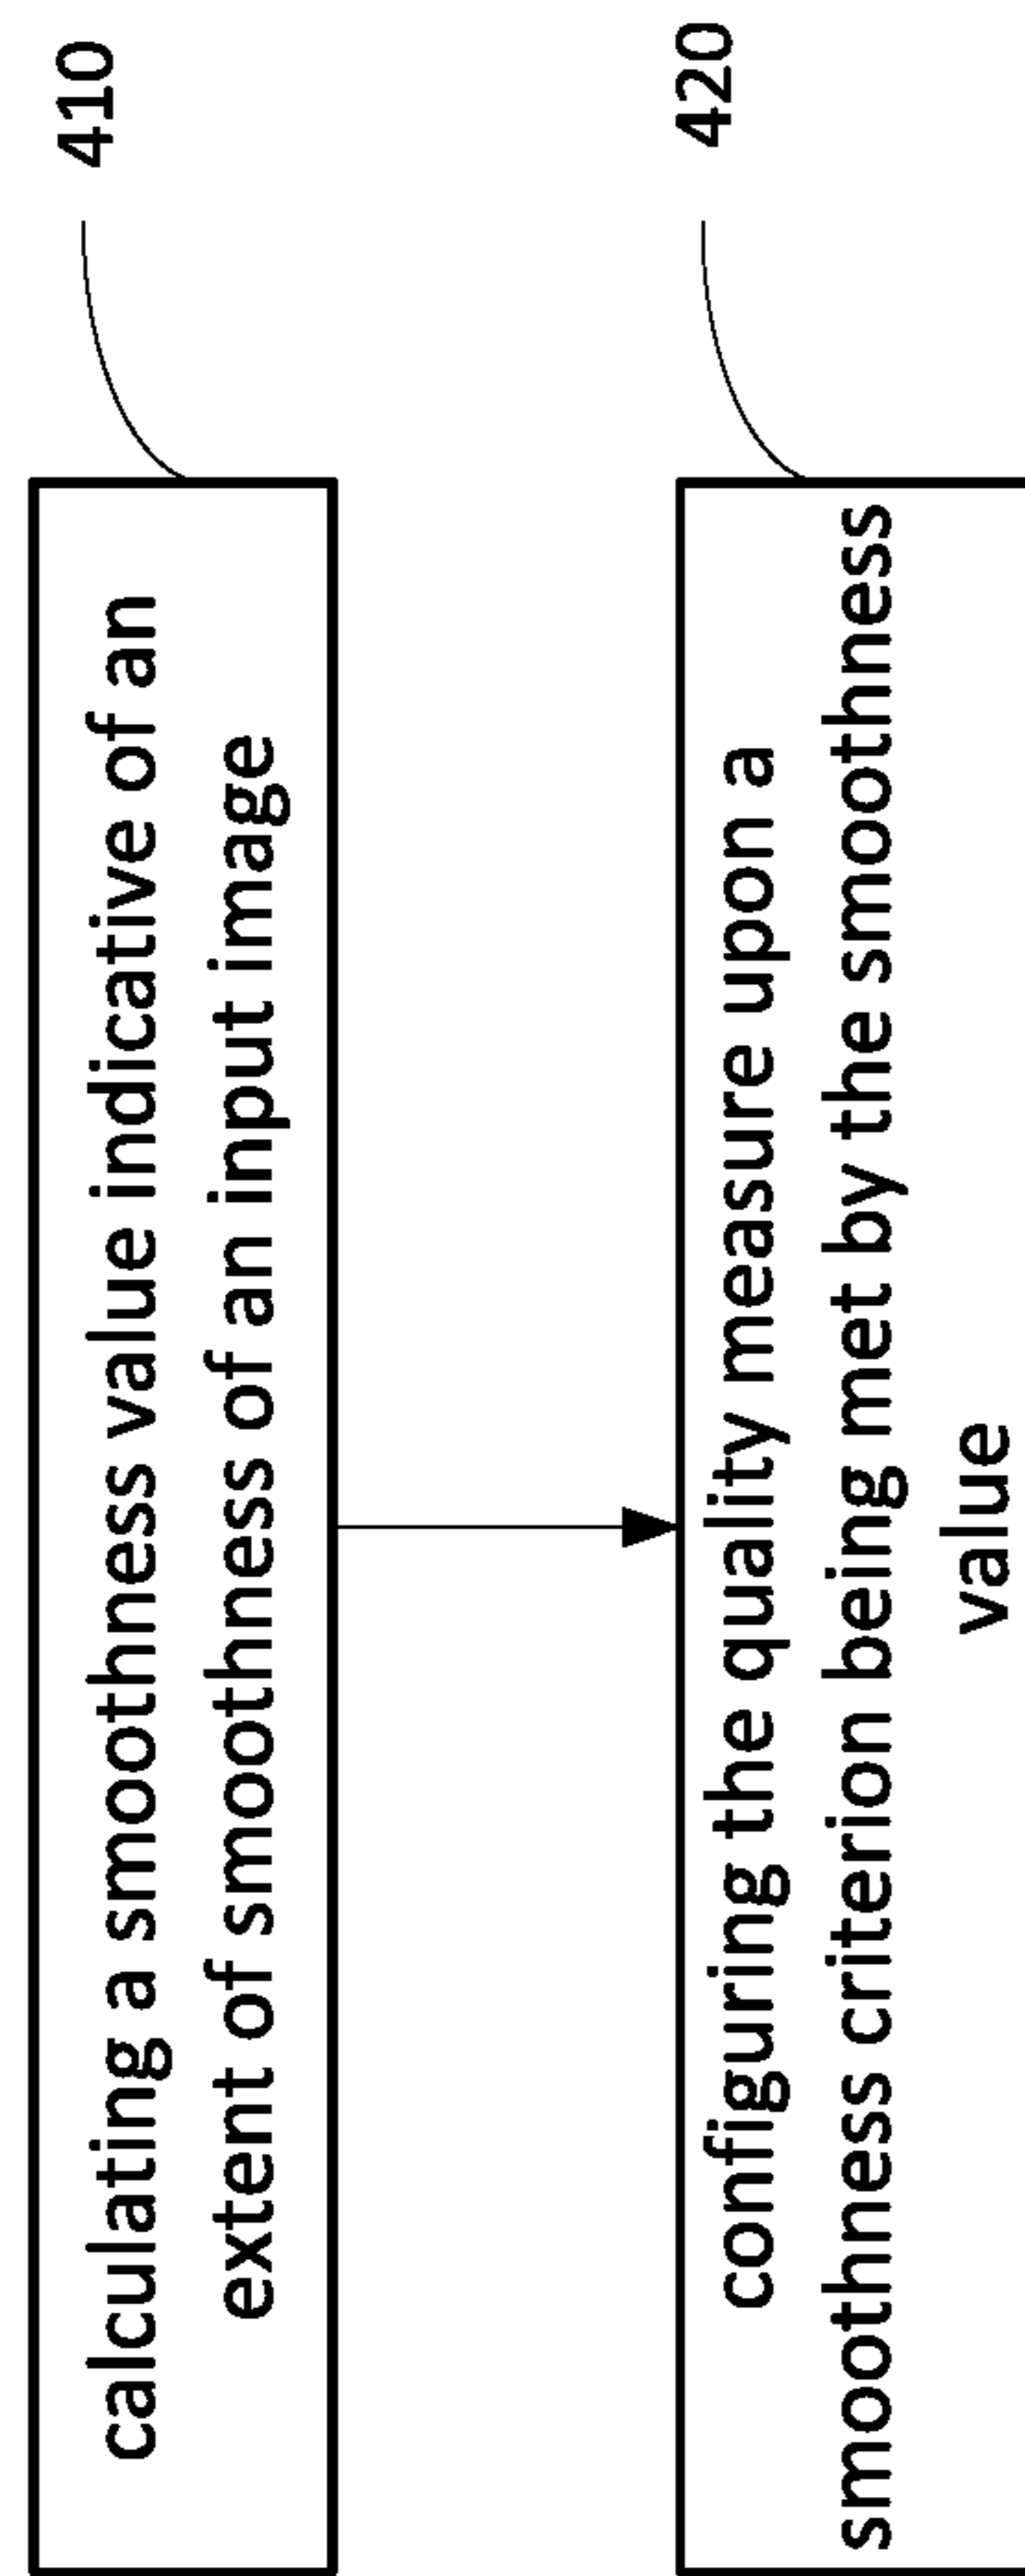 calculating a smoothness value indicative of an
extent of smoothness of an input image
410
configuring the quality measure upon a
smoothness criterion being met by the smoothness
value
420